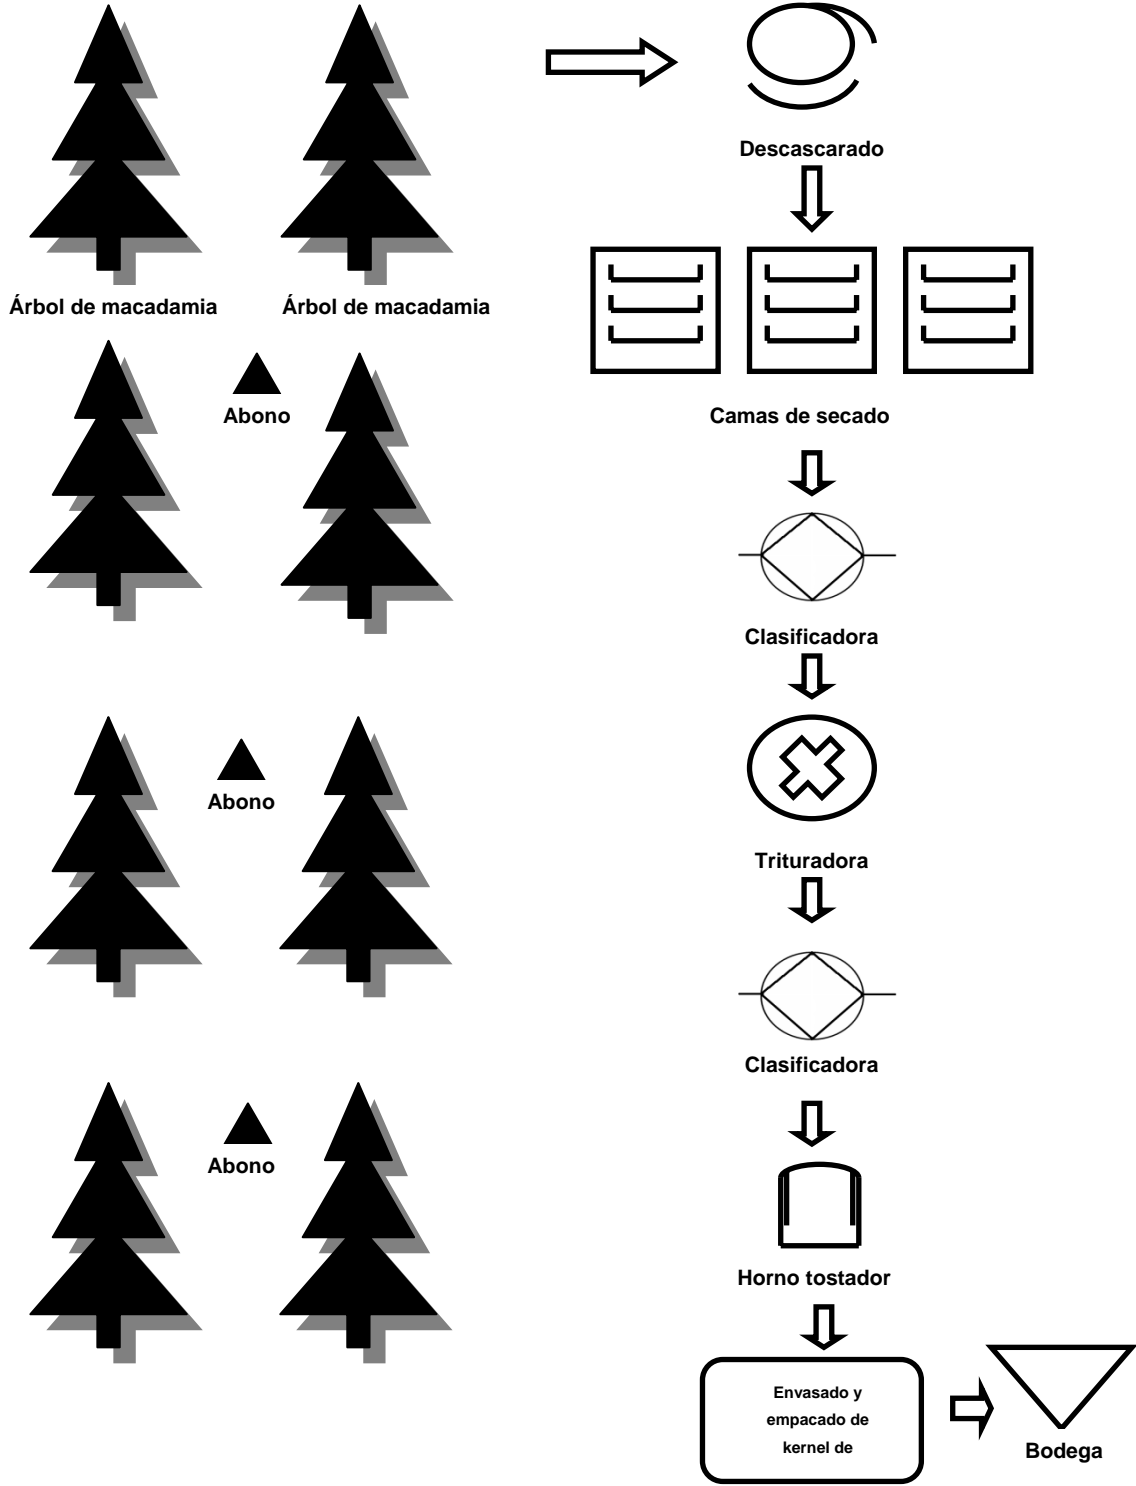 Árbol de macadamia
Árbol de macadamia
Abono
Abono
Abono
Descascarado
Camas de secado
Clasificadora
Trituradora
Clasificadora
Horno tostador
Envasado y
empacado de
kernel de
Bodega